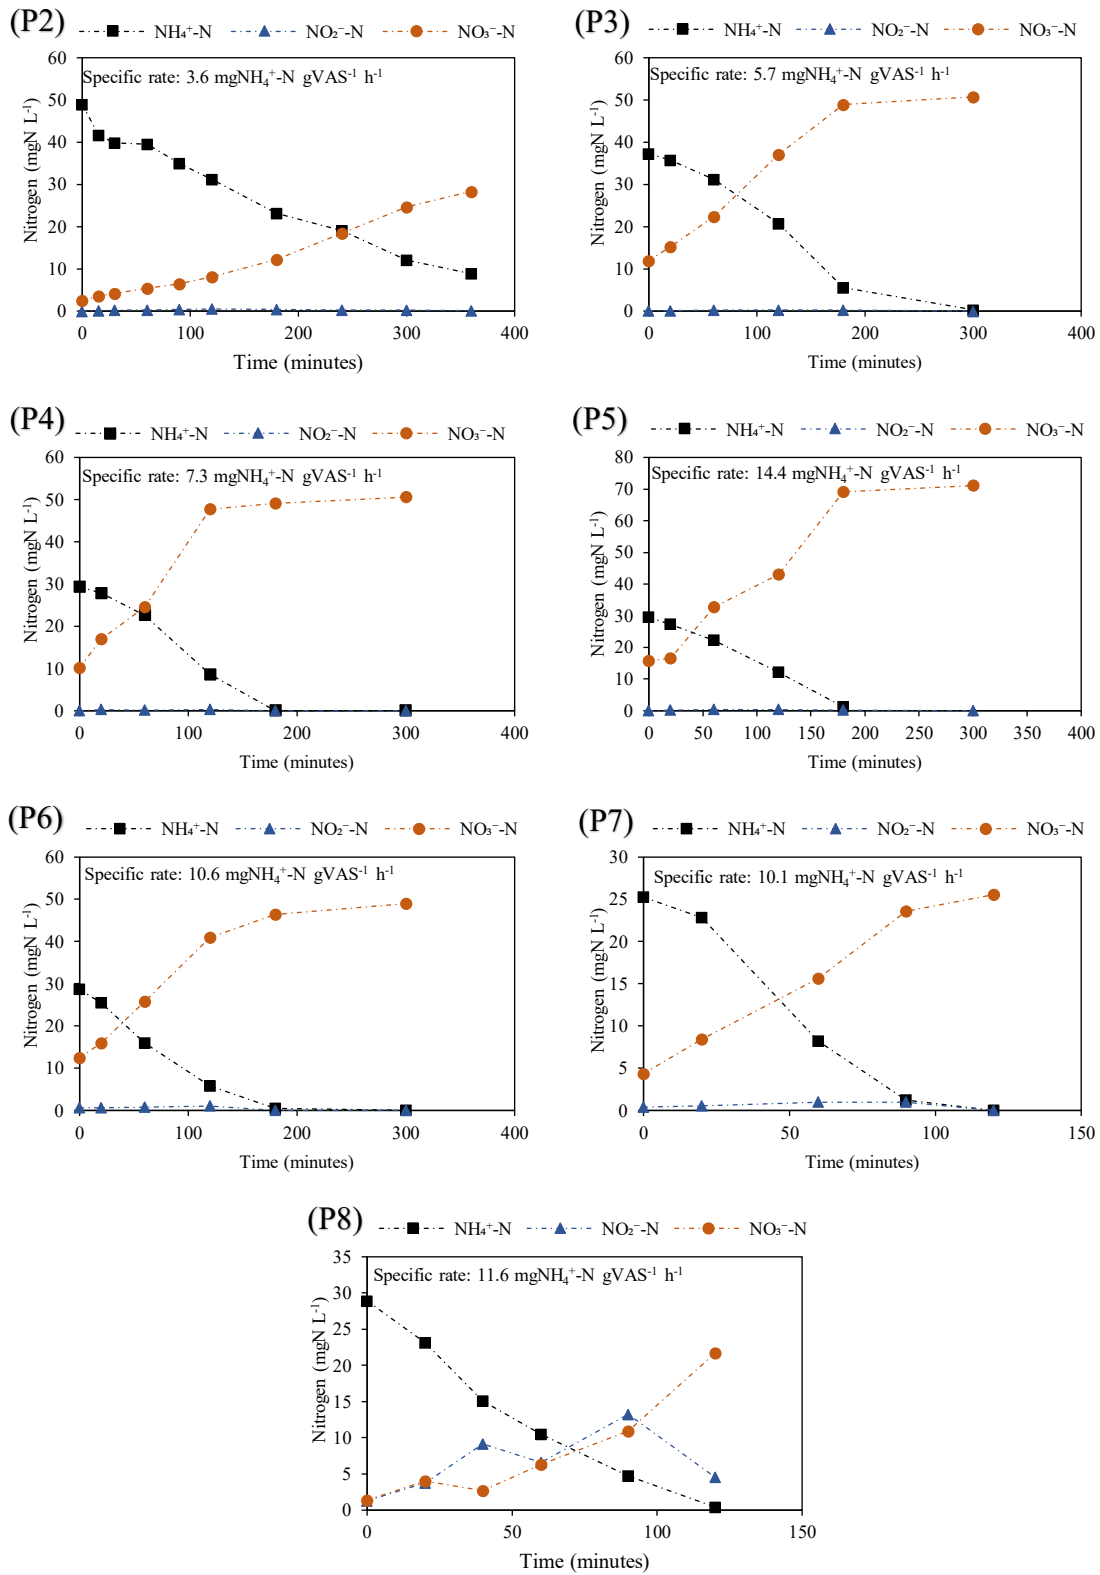 (P2)
NH₄⁺-N NO₂⁻-N NO₃⁻-N
Specific rate: 3.6 mgNH₄⁺-N gVAS⁻¹ h⁻¹
Nitrogen (mgN L⁻¹)
60
50
40
30
20
10
0
0 100 200 300 400
Time (minutes)
(P3)
NH₄⁺-N NO₂⁻-N NO₃⁻-N
Specific rate: 5.7 mgNH₄⁺-N gVAS⁻¹ h⁻¹
Nitrogen (mgN L⁻¹)
60
50
40
30
20
10
0
0 100 200 300 400
Time (minutes)
(P4)
NH₄⁺-N NO₂⁻-N NO₃⁻-N
Specific rate: 7.3 mgNH₄⁺-N gVAS⁻¹ h⁻¹
Nitrogen (mgN L⁻¹)
60
50
40
30
20
10
0
0 100 200 300 400
Time (minutes)
(P5)
NH₄⁺-N NO₂⁻-N NO₃⁻-N
Specific rate: 14.4 mgNH₄⁺-N gVAS⁻¹ h⁻¹
Nitrogen (mgN L⁻¹)
80
70
60
50
40
30
20
10
0
0 50 100 150 200 250 300 350 400
Time (minutes)
(P6)
NH₄⁺-N NO₂⁻-N NO₃⁻-N
Specific rate: 10.6 mgNH₄⁺-N gVAS⁻¹ h⁻¹
Nitrogen (mgN L⁻¹)
60
50
40
30
20
10
0
0 100 200 300 400
Time (minutes)
(P7)
NH₄⁺-N NO₂⁻-N NO₃⁻-N
Specific rate: 10.1 mgNH₄⁺-N gVAS⁻¹ h⁻¹
Nitrogen (mgN L⁻¹)
30
25
20
15
10
5
0
0 50 100 150
Time (minutes)
(P8)
NH₄⁺-N NO₂⁻-N NO₃⁻-N
Specific rate: 11.6 mgNH₄⁺-N gVAS⁻¹ h⁻¹
Nitrogen (mgN L⁻¹)
35
30
25
20
15
10
5
0
0 50 100 150
Time (minutes)